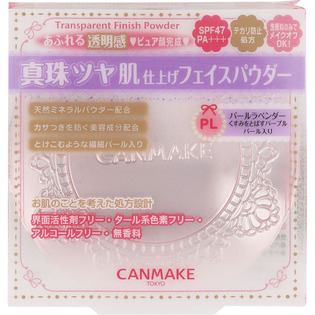 Transparent Finish Powder
あふれる透明感♥ピュア顔完成♥
SPF47
PA+++
テカリ防止
処方
洗顔料のみで
メイクオフ
OK!
真珠ツヤ肌仕上げフェイスパウダー
天然ミネラルパウダー配合
カサつきを防ぐ美容成分配合
とけこむような繊細パール入り
PL
パールラベンダー
くすみをとばすパープル
パール入り
CANMAKE
お肌のことを考えた処方設計
界面活性剤フリー・タール系色素フリー・
アルコールフリー・無香料
CANMAKE
TOKYO